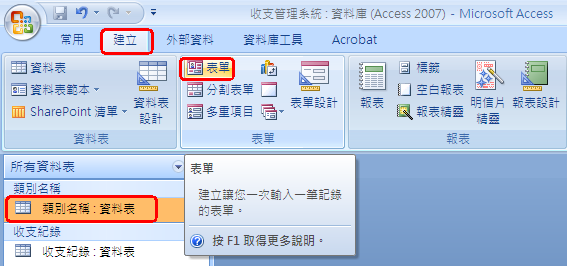 收支管理系統 : 資料庫 (Access 2007) - Microsoft Access
常用 建立 外部資料 資料庫工具 Acrobat
資料表
資料表範本
SharePoint 清單
資料表設計
資料表
表單
分割表單
多重項目
表單設計
表單
報表
標籤
空白報表
報表精靈
明信片精靈
報表設計
報表
所有資料表
類別名稱
類別名稱 : 資料表
收支紀錄
收支紀錄 : 資料表
表單
建立讓您一次輸入一筆記錄
的表單。
按 F1 取得更多說明。